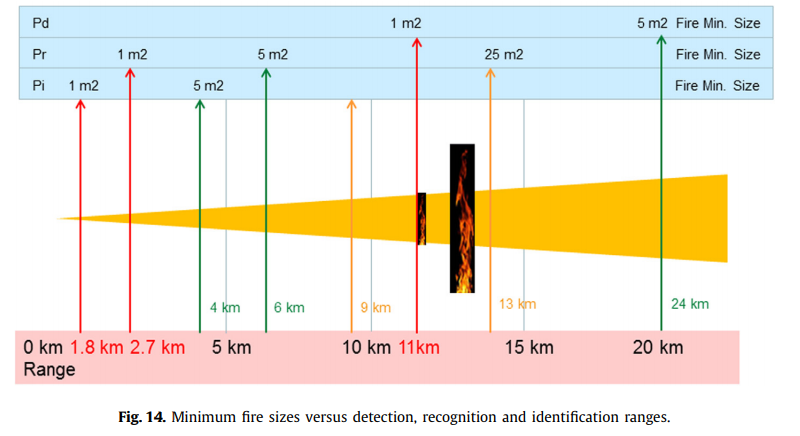 Pd 1 m2 5 m2 Fire Min. Size
Pr 1 m2 5 m2 25 m2 Fire Min. Size
Pi 1 m2 5 m2 Fire Min. Size
4 km 6 km 9 km 13 km 24 km
0 km 1.8 km 2.7 km 5 km 10 km 11km 15 km 20 km
Range
Fig. 14. Minimum fire sizes versus detection, recognition and identification ranges.